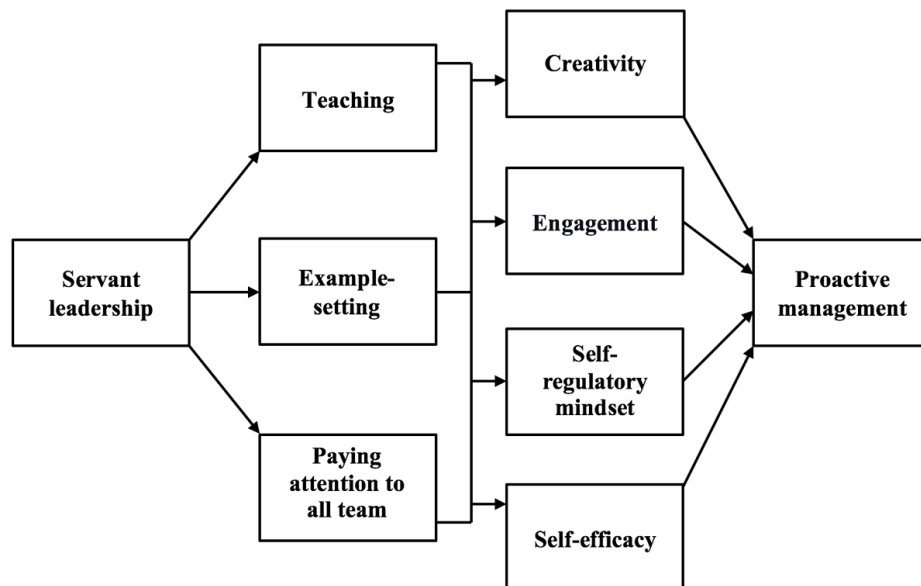 Servant
leadership
Teaching
Example-
setting
Paying
attention to
all team
Creativity
Engagement
Self-
regulatory
mindset
Self-efficacy
Proactive
management